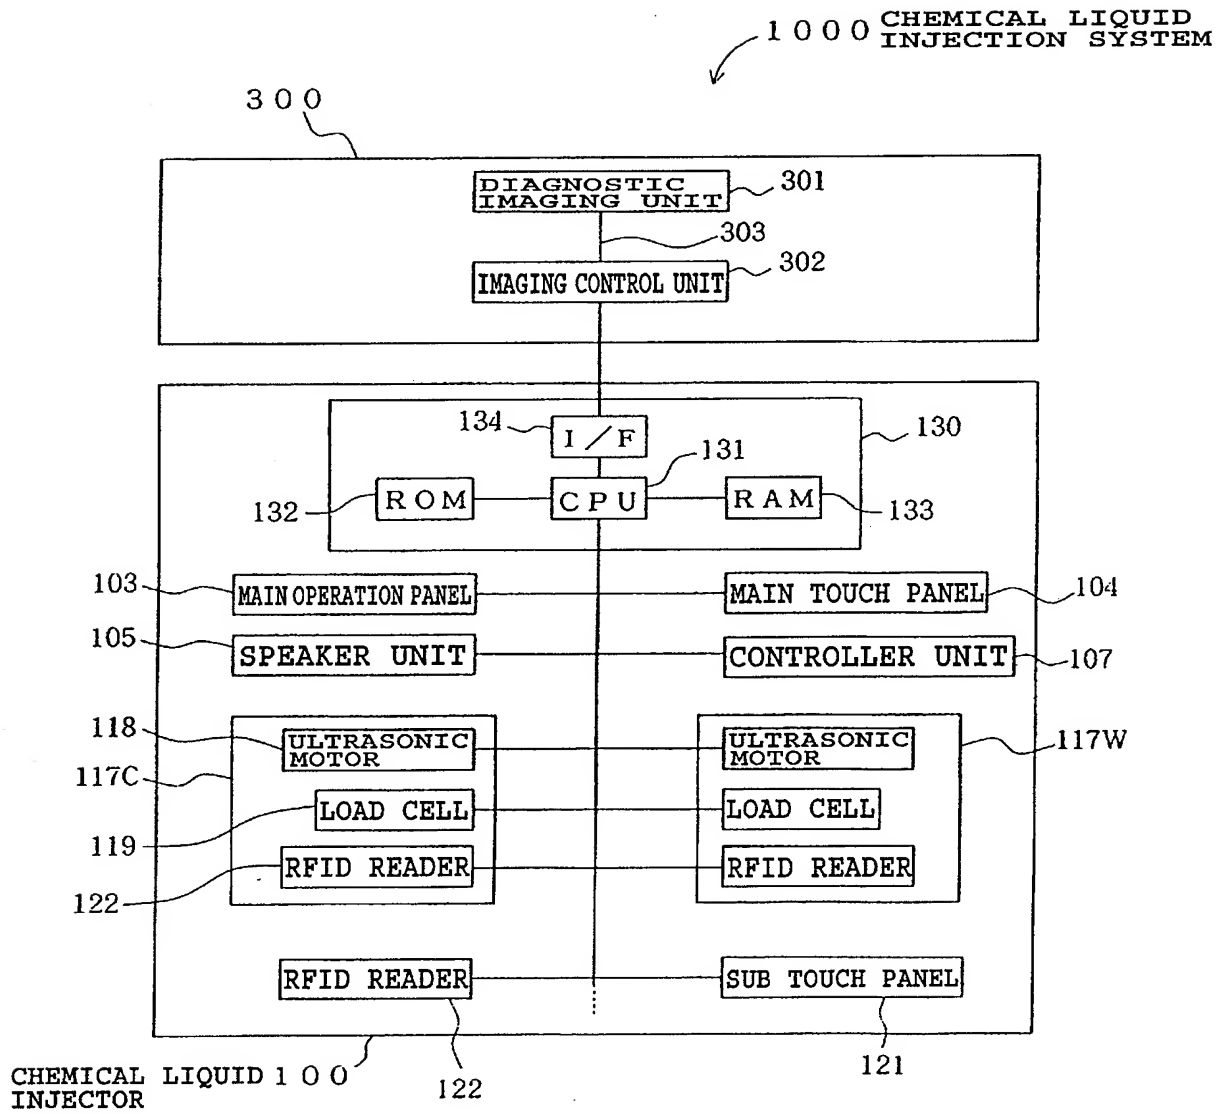 1000 CHEMICAL LIQUID
INJECTION SYSTEM
300
DIAGNOSTIC
IMAGING UNIT
301
303
IMAGING CONTROL UNIT
302
134
I/F
130
131
132
ROM
CPU
RAM
133
103
MAIN OPERATION PANEL
MAIN TOUCH PANEL
104
105
SPEAKER UNIT
CONTROLLER UNIT
107
118
ULTRASONIC
MOTOR
ULTRASONIC
MOTOR
117W
117C
LOAD CELL
LOAD CELL
119
RFID READER
RFID READER
122
RFID READER
SUB TOUCH PANEL
122
121
CHEMICAL LIQUID 100
INJECTOR